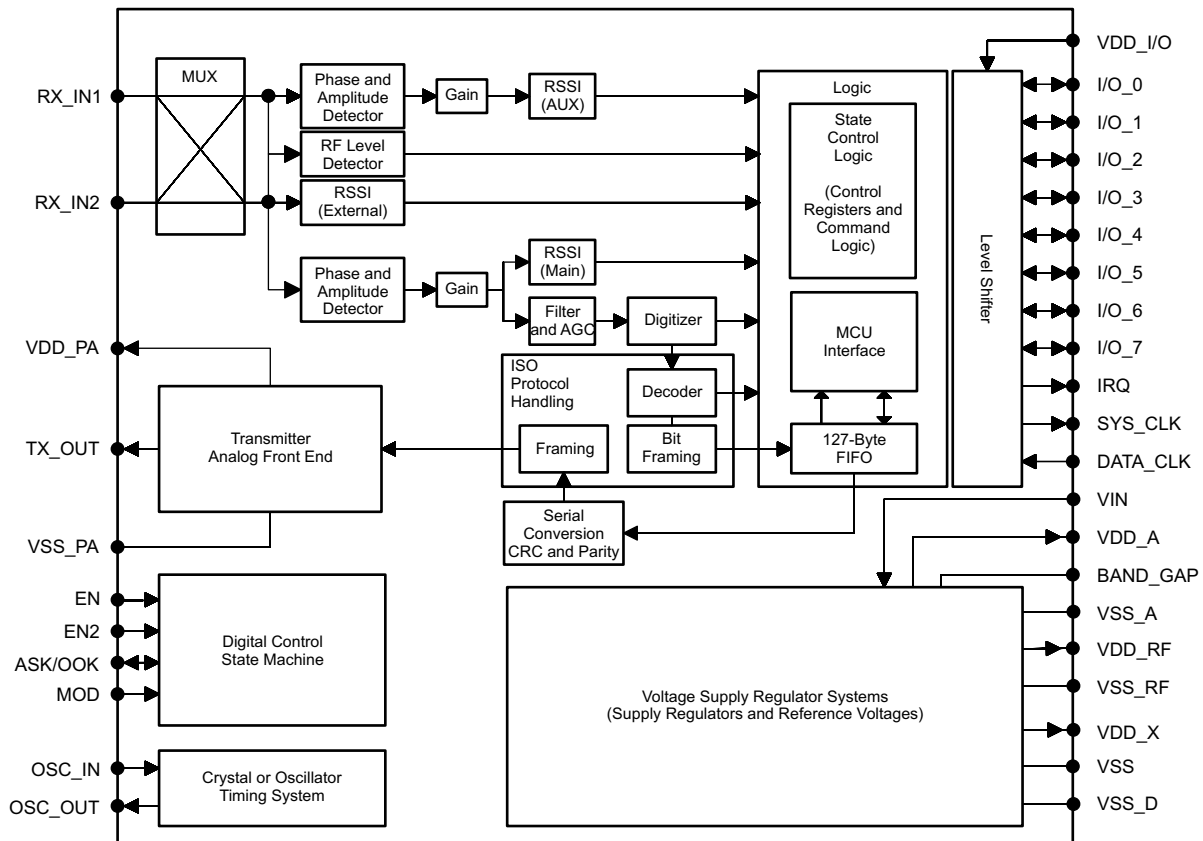 MUX
RX_IN1
RX_IN2
Phase and
Amplitude
Detector
Gain
RSSI
(AUX)
RF Level
Detector
RSSI
(External)
Phase and
Amplitude
Detector
Gain
RSSI
(Main)
Filter
and AGC
Digitizer
ISO
Protocol
Handling
Decoder
Bit
Framing
Framing
Serial
Conversion
CRC and Parity
Logic
State
Control
Logic
(Control
Registers and
Command
Logic)
MCU
Interface
127-Byte
FIFO
Level Shifter
VDD_I/O
I/O_0
I/O_1
I/O_2
I/O_3
I/O_4
I/O_5
I/O_6
I/O_7
IRQ
SYS_CLK
DATA_CLK
VIN
VDD_A
BAND_GAP
VSS_A
VDD_RF
VSS_RF
VDD_X
VSS
VSS_D
VDD_PA
TX_OUT
VSS_PA
Transmitter
Analog Front End
EN
EN2
ASK/OOK
MOD
Digital Control
State Machine
OSC_IN
OSC_OUT
Crystal or Oscillator
Timing System
Voltage Supply Regulator Systems
(Supply Regulators and Reference Voltages)